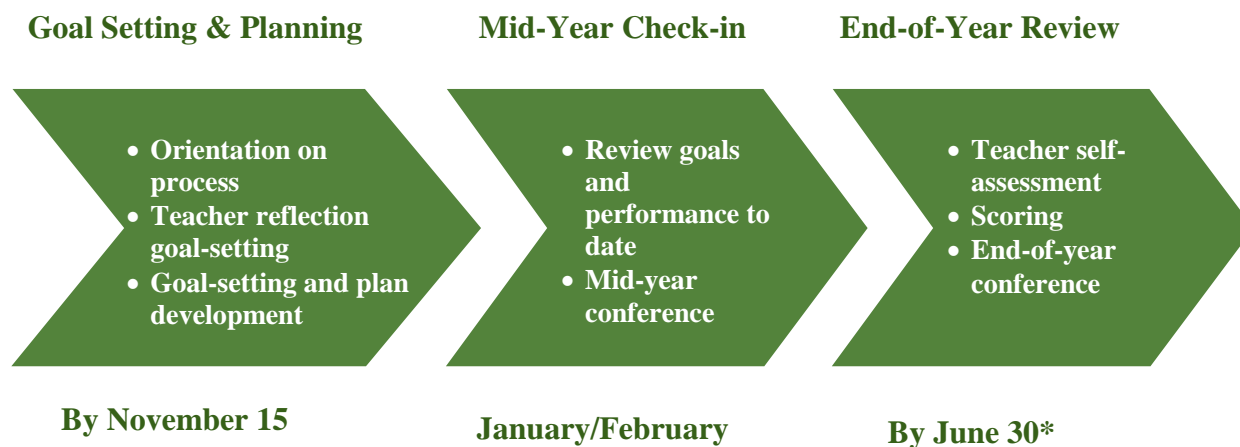 Goal Setting & Planning
Mid-Year Check-in
End-of-Year Review
• Orientation on
process
• Teacher reflection
goal-setting
• Goal-setting and plan
development
• Review goals
and
performance to
date
• Mid-year
conference
• Teacher self-
assessment
• Scoring
• End-of-year
conference
By November 15
January/February
By June 30*